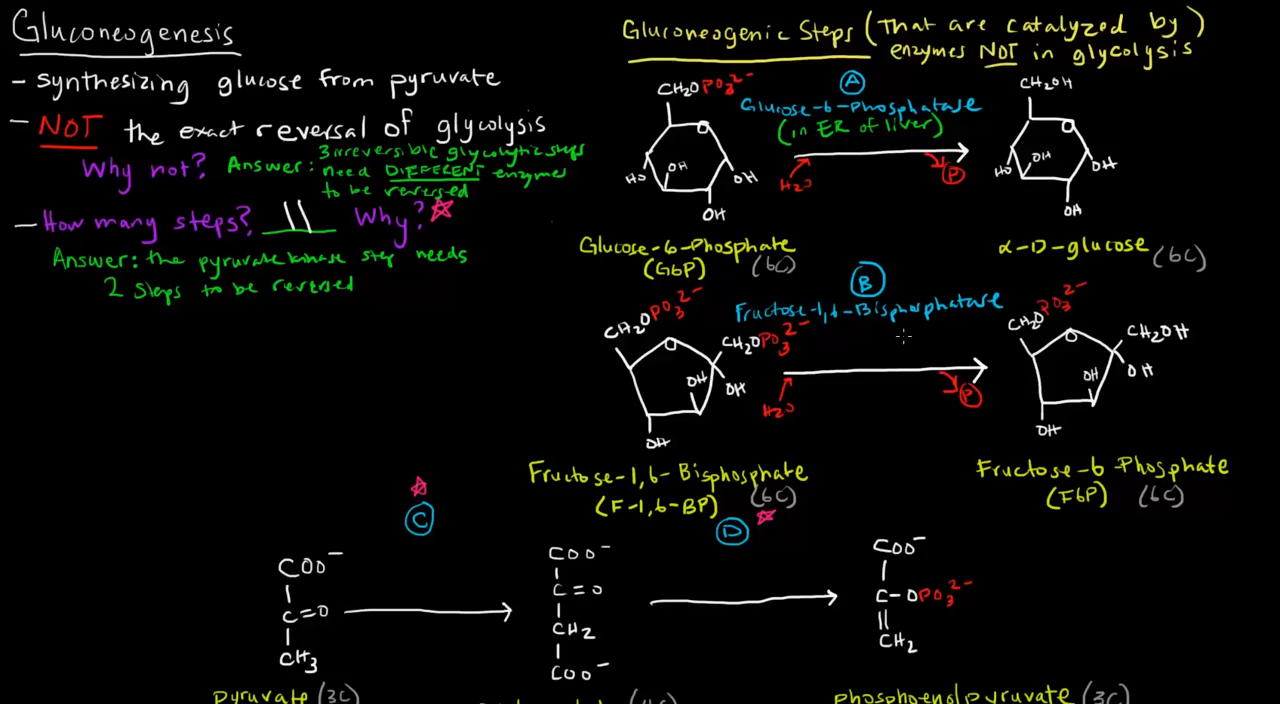 Gluconeogenesis
- synthesizing glucose from pyruvate
- NOT the exact reversal of glycolysis
Why not? Answer: 3 irreversible glycolytic steps
need DIFFERENT enzymes
to be reversed
- How many steps? 11 Why? ☆
Answer: the pyruvate kinase step needs
2 steps to be reversed
Gluconeogenic Steps (that are catalyzed by)
enzymes NOT in glycolysis
A
Glucose-6-Phosphatase
(in ER of liver)
H2O
P
CH2OPO3 2-
O
OH
HO
OH
OH
Glucose-6-Phosphate
(G6P) (6C)
CH2OH
O
OH
HO
OH
OH
α-D-glucose (6C)
B
Fructose-1,6-Bisphosphatase
H2O
P
CH2OPO3 2-
O
CH2OPO3 2-
OH
OH
OH
Fructose-1,6-Bisphosphate
(F-1,6-BP) (6C)
CH2OPO3 2-
O
CH2OH
OH
OH
OH
Fructose-6 Phosphate
(F6P) (6C)
☆
C
D ☆
COO-
C=O
CH3
pyruvate (3C)
COO-
C=O
CH2
COO-
(4C)
COO-
C-OPO3 2-
CH2
phosphoenolpyruvate (3C)